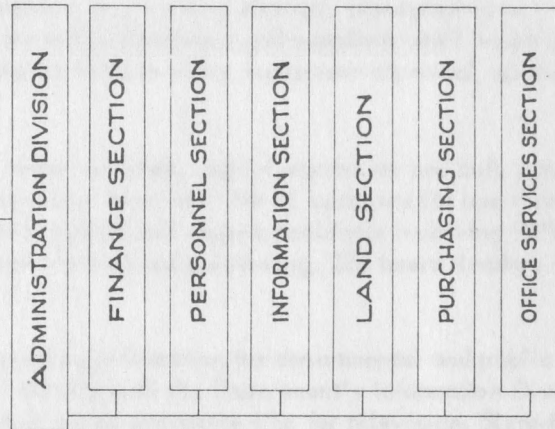 ADMINISTRATION DIVISION
FINANCE SECTION
PERSONNEL SECTION
INFORMATION SECTION
LAND SECTION
PURCHASING SECTION
OFFICE SERVICES SECTION